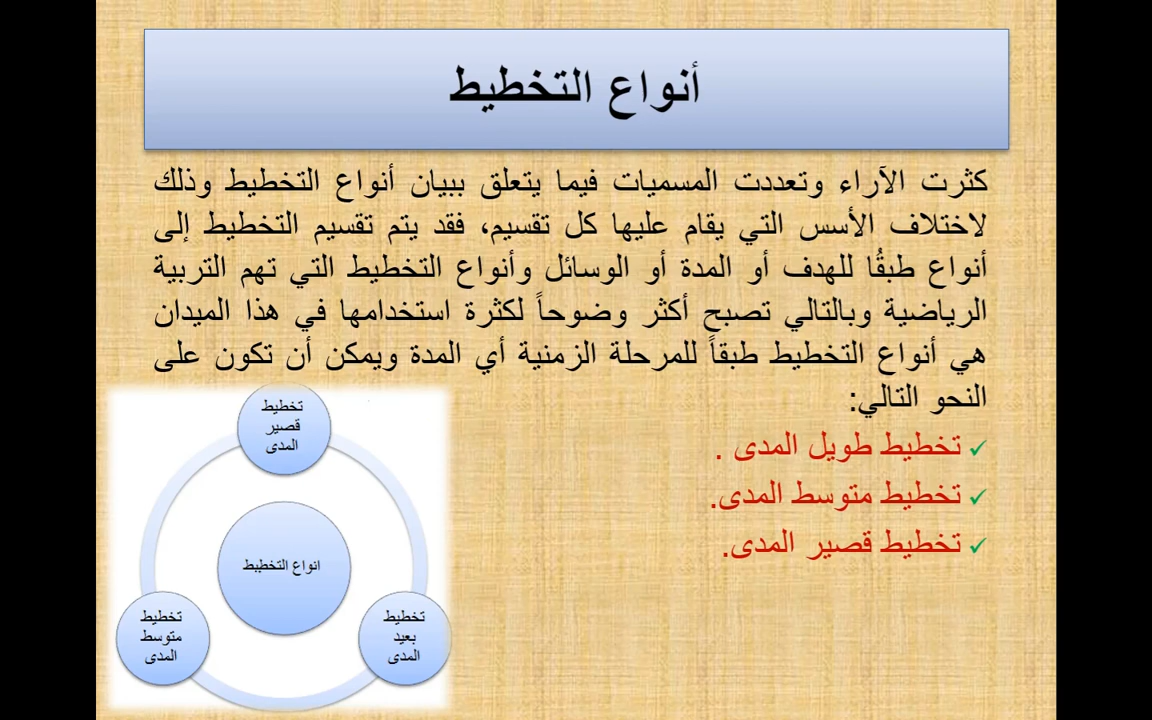 أنواع التخطيط
كثرت الآراء وتعددت المسميات فيما يتعلق ببيان أنواع التخطيط وذلك
لاختلاف الأسس التي يقام عليها كل تقسيم، فقد يتم تقسيم التخطيط إلى
أنواع طبقُا للهدف أو المدة أو الوسائل وأنواع التخطيط التي تهم التربية
الرياضية وبالتالي تصبح أكثر وضوحاً لكثرة استخدامها في هذا الميدان
هي أنواع التخطيط طبقاً للمرحلة الزمنية أي المدة ويمكن أن تكون على
النحو التالي:
✓ تخطيط طويل المدى .
✓ تخطيط متوسط المدى.
✓ تخطيط قصير المدى.
تخطيط
قصير
المدى
انواع التخطيط
تخطيط
بعيد
المدى
تخطيط
متوسط
المدى